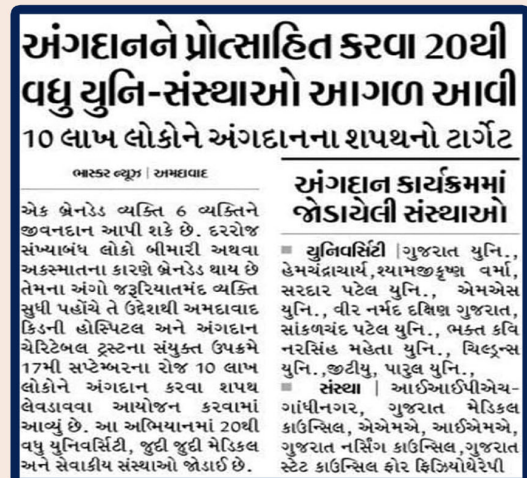 અંગદાનને પ્રોત્સાહિત કરવા 20થી
વધુ યુનિ-સંસ્થાઓ આગળ આવી
10 લાખ લોકોને અંગદાનના શપથનો ટાર્ગેટ
ભાસ્કર ન્યૂઝ | અમદાવાદ
એક બ્રેનડેડ વ્યક્તિ 6 વ્યક્તિને
જીવનદાન આપી શકે છે. દરરોજ
સંખ્યાબંધ લોકો બીમારી અથવા
અકસ્માતના કારણે બ્રેનડેડ થાય છે
તેમના અંગો જરૂરિયાતમંદ વ્યક્તિ
સુધી પહોંચે તે ઉદેશથી અમદાવાદ
કિડની હોસ્પિટલ અને અંગદાન
ચેરિટેબલ ટ્રસ્ટના સંયુક્ત ઉપક્રમે
17મી સપ્ટેમ્બરના રોજ 10 લાખ
લોકોને અંગદાન કરવા શપથ
લેવડાવવા આયોજન કરવામાં
આવ્યું છે. આ અભિયાનમાં 20થી
વધુ યુનિવર્સિટી, જુદી જુદી મેડિકલ
અને સેવાકીય સંસ્થાઓ જોડાઈ છે.
અંગદાન કાર્યક્રમમાં
જોડાયેલી સંસ્થાઓ
■ યુનિવર્સિટી |ગુજરાત યુનિ.,
હેમચંદ્રાચાર્ય,શ્યામજીકૃષ્ણ વર્મા,
સરદાર પટેલ યુનિ., એમએસ
યુનિ., વીર નર્મદ દક્ષિણ ગુજરાત,
સાંકળચંદ પટેલ યુનિ., ભક્ત કવિ
નરસિંહ મહેતા યુનિ., ચિલ્ડ્રન્સ
યુનિ.,જીટીયુ, પારુલ યુનિ.,
■ સંસ્થા | આઈઆઈપીએચ-
ગાંધીનગર, ગુજરાત મેડિકલ
કાઉન્સિલ, એએમએ, આઈએમએ,
ગુજરાત નર્સિંગ કાઉન્સિલ,ગુજરાત
સ્ટેટ કાઉન્સિલ ફોર ફિઝિયોથેરેપી